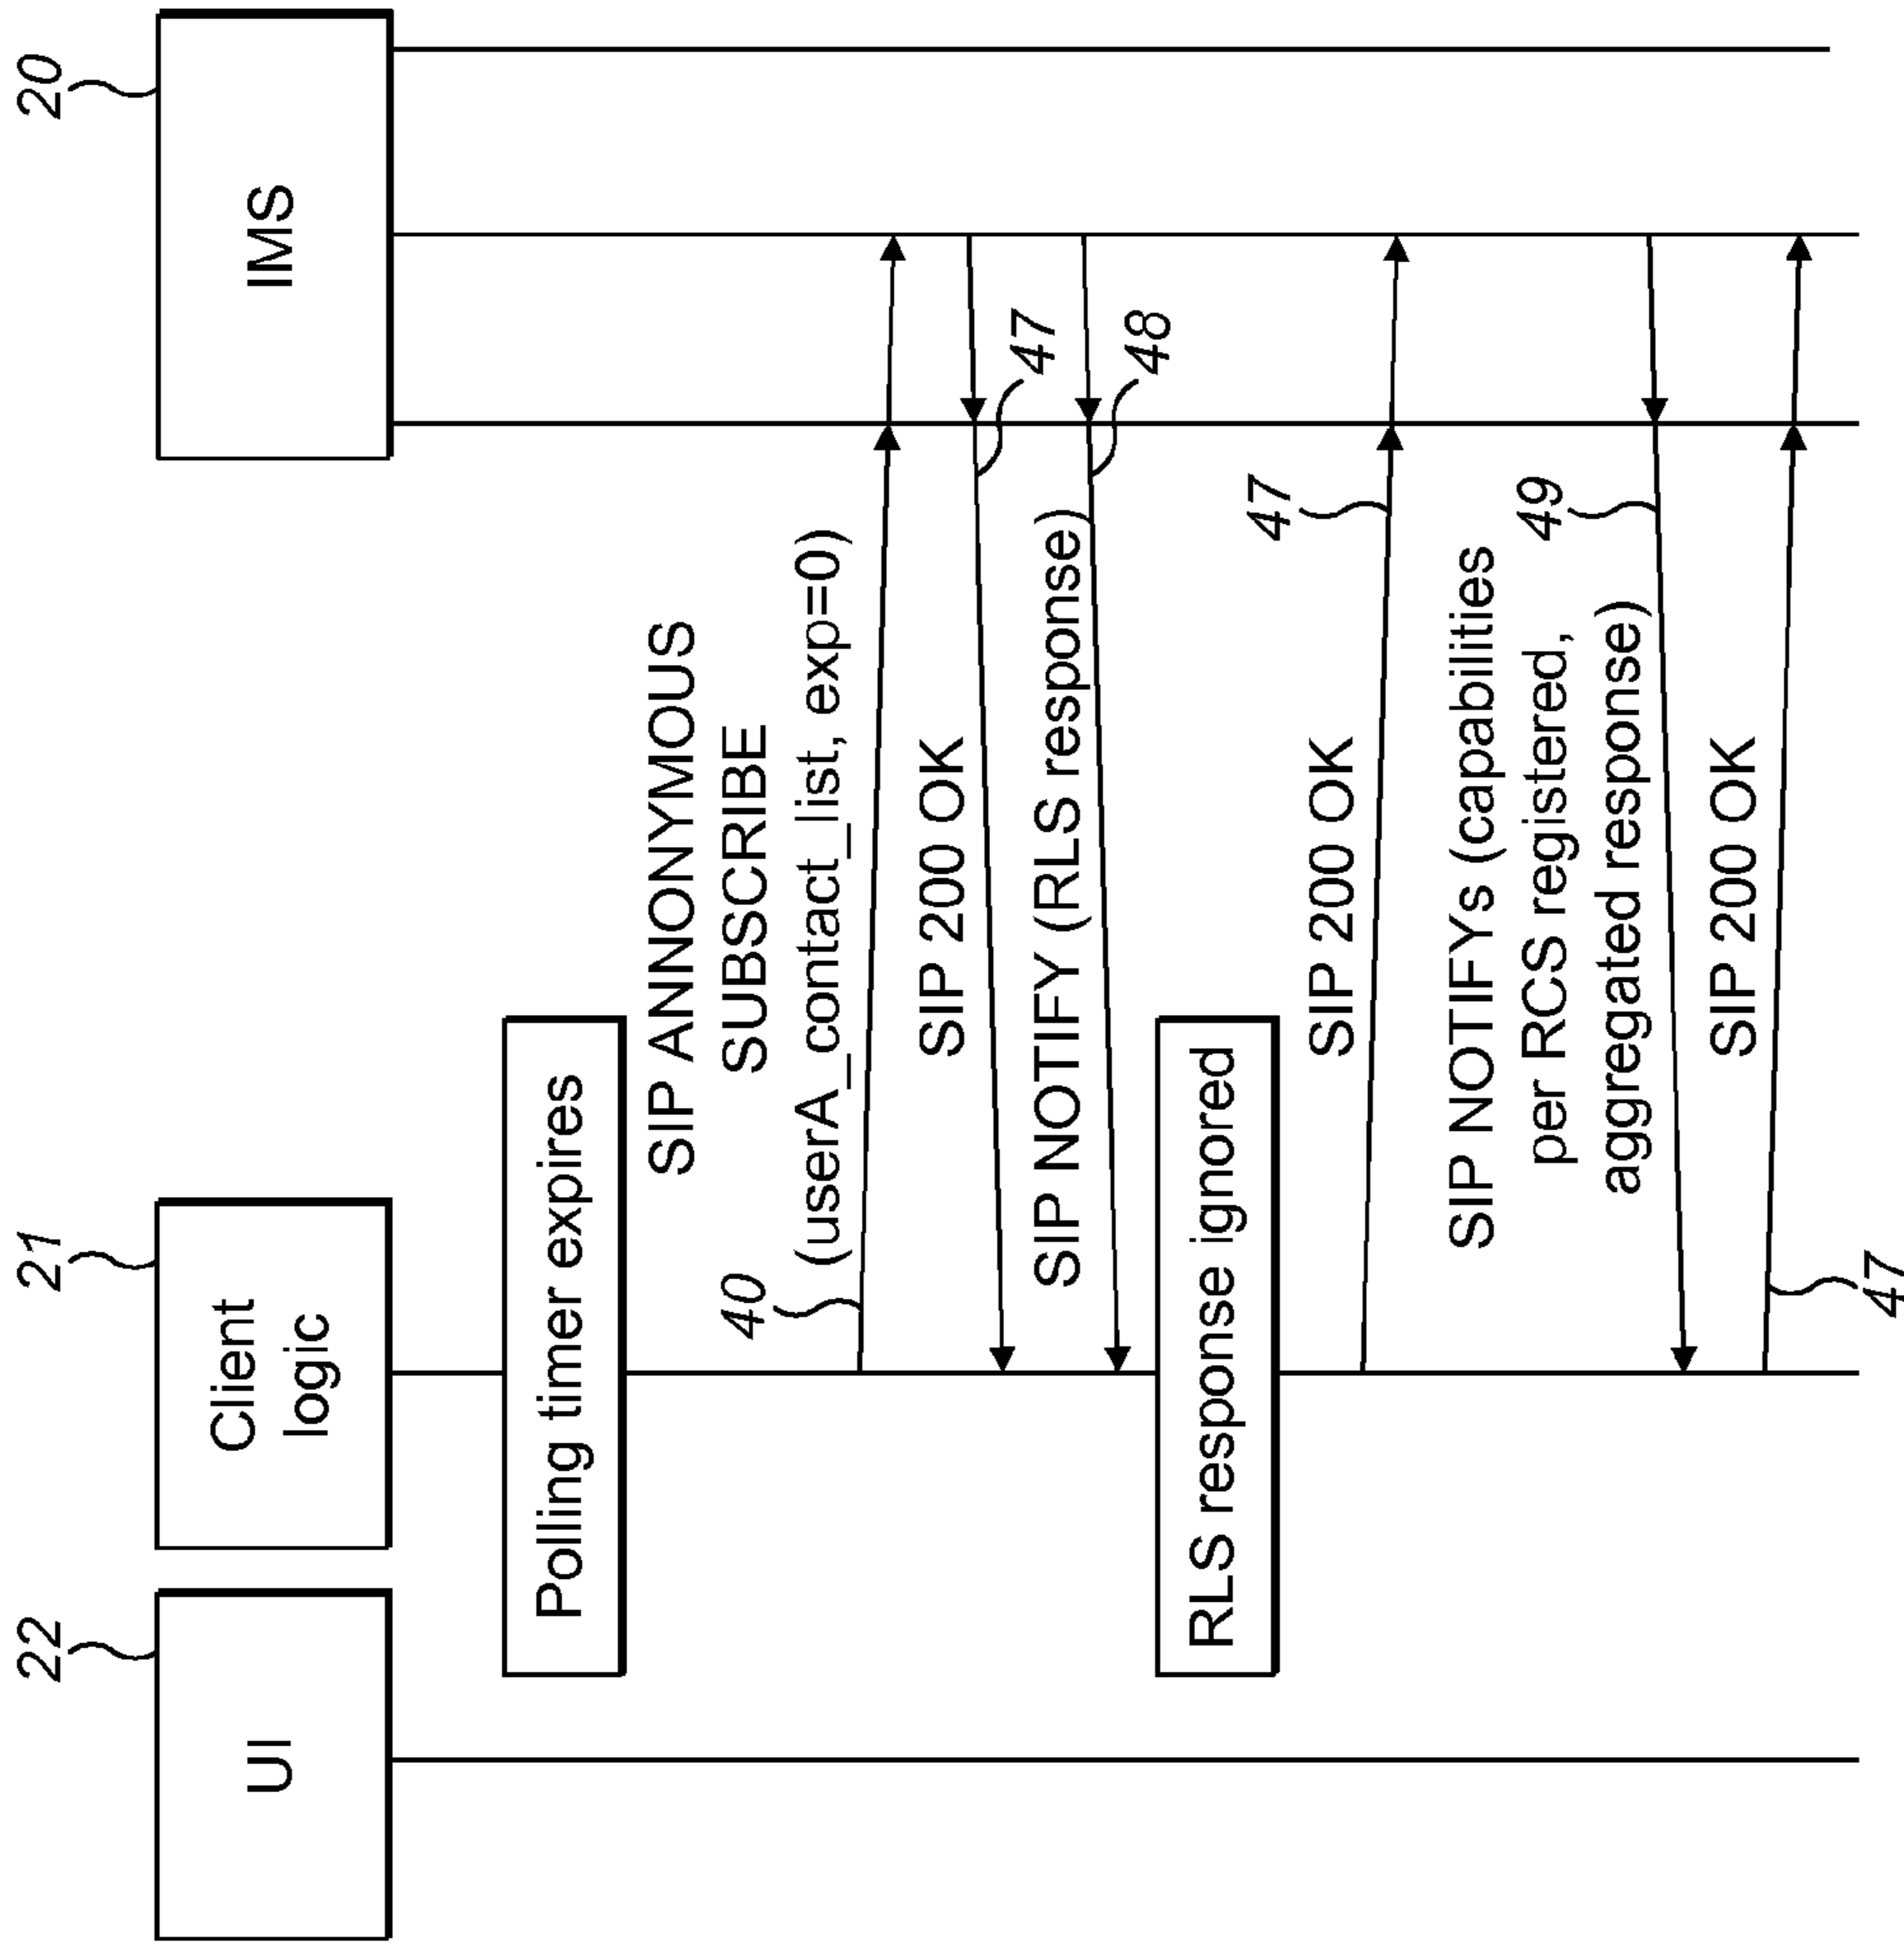 22
21
20
UI
Client
logic
IMS
Polling timer expires
SIP ANNONYMOUS
SUBSCRIBE
(userA_contact_list, exp=0)
40
SIP 200 OK
47
SIP NOTIFY (RLS response)
48
RLS response ignored
SIP 200 OK
47
SIP NOTIFYs (capabilities
per RCS registered,
aggregated response)
49
SIP 200 OK
47